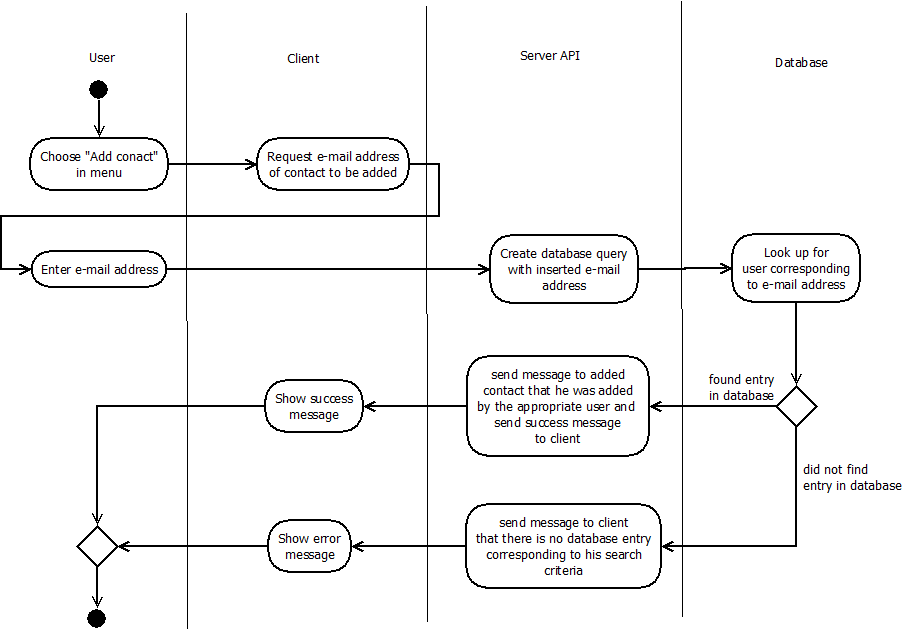 User
Client
Server API
Database
Choose "Add conact"
in menu
Request e-mail address
of contact to be added
Enter e-mail address
Create database query
with inserted e-mail
address
Look up for
user corresponding
to e-mail address
found entry
in database
send message to added
contact that he was added
by the appropriate user and
send success message
to client
Show success
message
did not find
entry in database
send message to client
that there is no database entry
corresponding to his search
criteria
Show error
message